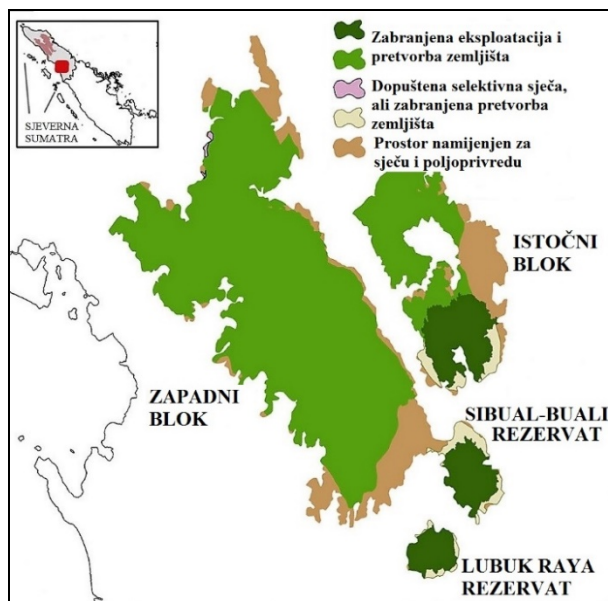 SJEVERNA
SUMATRA
Zabranjena eksploatacija i
pretvorba zemljišta
Dopuštena selektivna sječa,
ali zabranjena pretvorba
zemljišta
Prostor namijenjen za
sječu i poljoprivredu
ISTOČNI
BLOK
ZAPADNI
BLOK
SIBUAL-BUALI
REZERVAT
LUBUK RAYA
REZERVAT